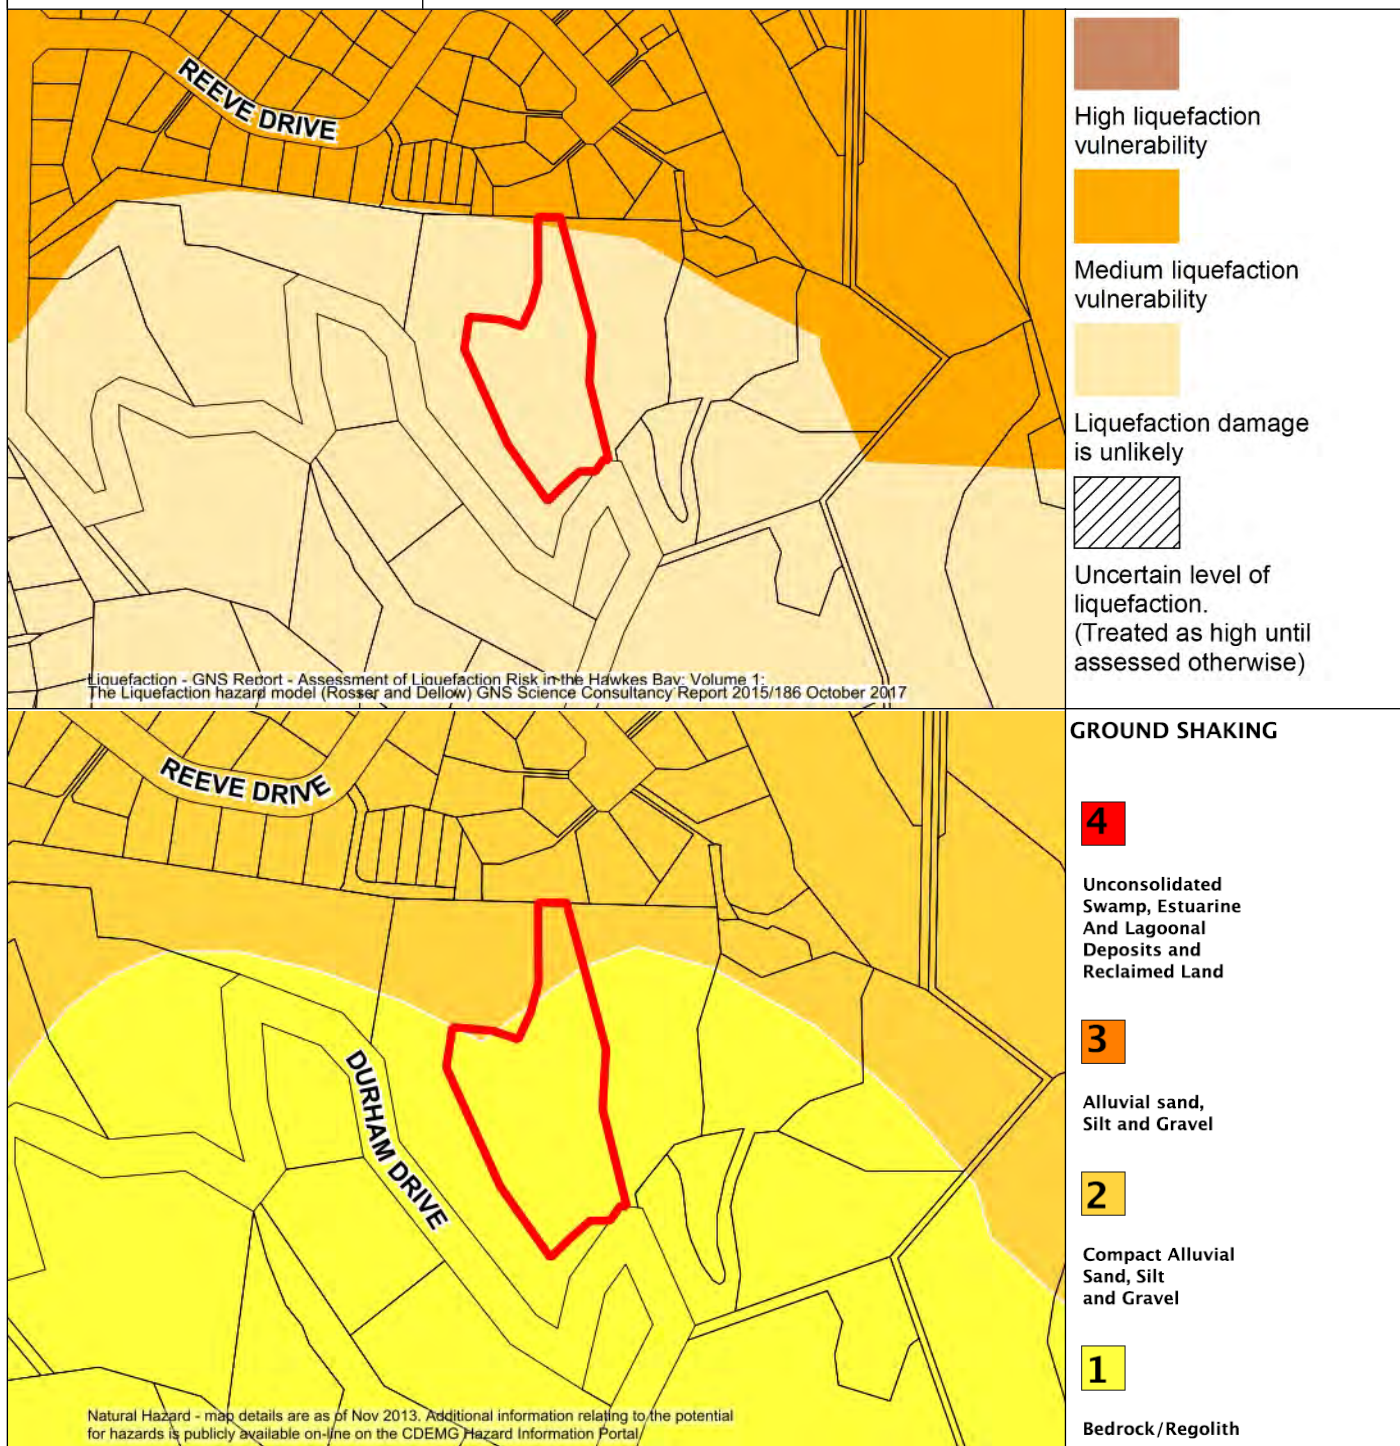 REEVE DRIVE
Liquefaction - GNS Report - Assessment of Liquefaction Risk in the Hawkes Bay: Volume 1:
The Liquefaction hazard model (Rosser and Dellow) GNS Science Consultancy Report 2015/186 October 2017
High liquefaction
vulnerability
Medium liquefaction
vulnerability
Liquefaction damage
is unlikely
Uncertain level of
liquefaction.
(Treated as high until
assessed otherwise)
REEVE DRIVE
DURHAM DRIVE
Natural Hazard - map details are as of Nov 2013. Additional information relating to the potential
for hazards is publicly available on-line on the CDEMG Hazard Information Portal
GROUND SHAKING
4
Unconsolidated
Swamp, Estuarine
And Lagoonal
Deposits and
Reclaimed Land
3
Alluvial sand,
Silt and Gravel
2
Compact Alluvial
Sand, Silt
and Gravel
1
Bedrock/Regolith